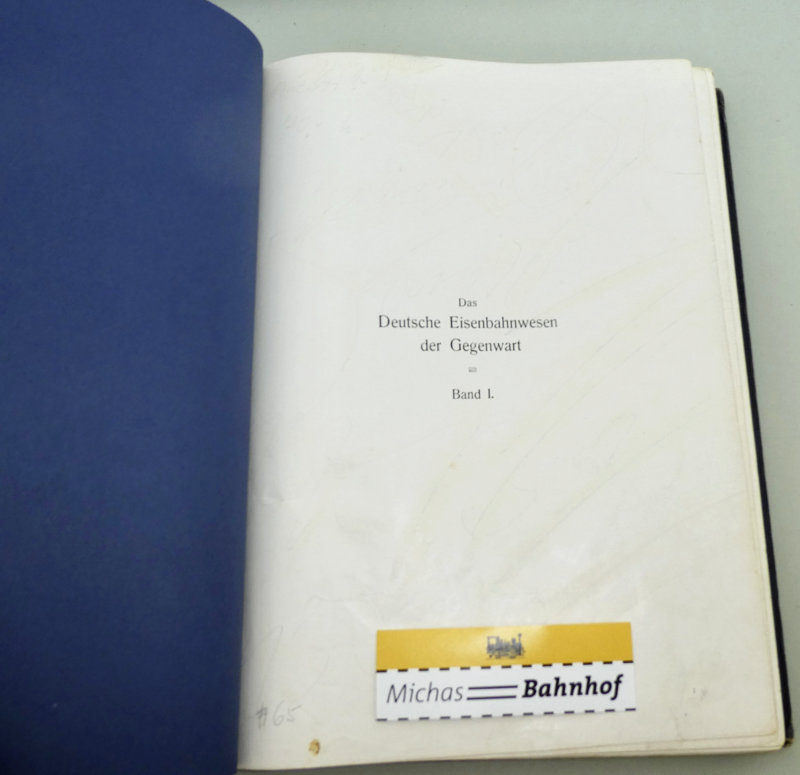 Das
Deutsche Eisenbahnwesen
der Gegenwart
Band I.
Michas Bahnhof
#65